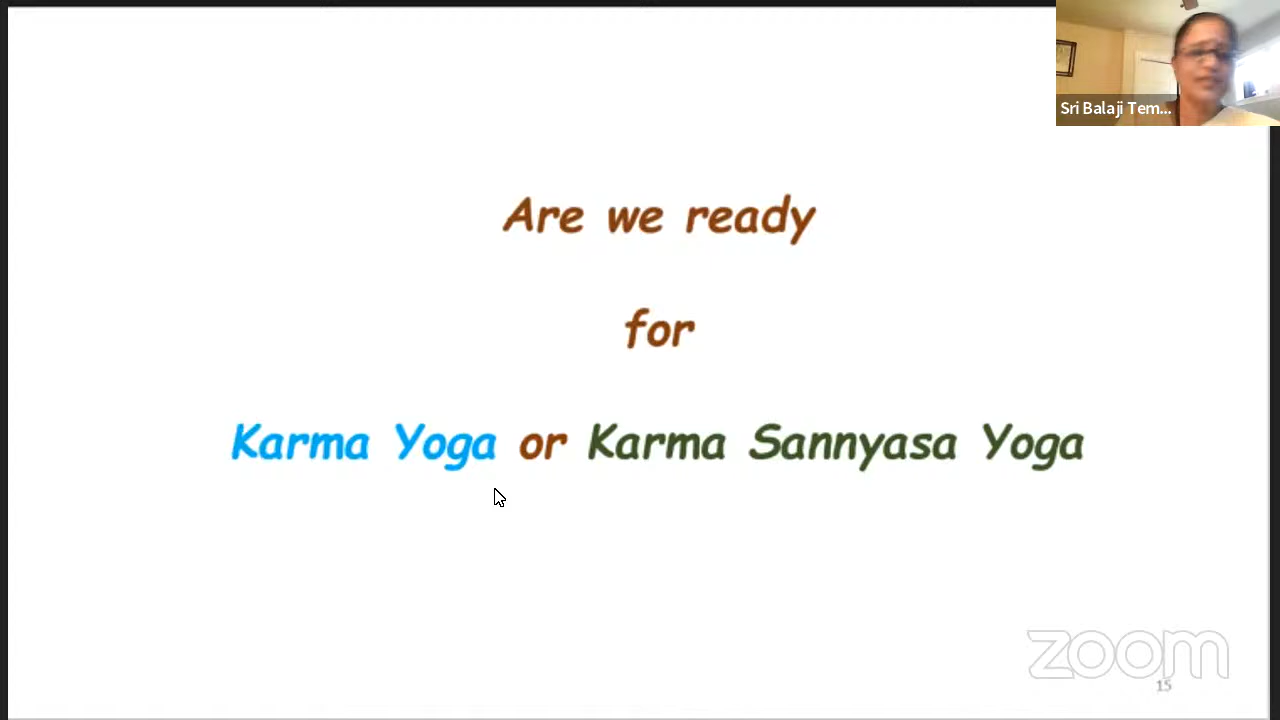 Sri Balaji Tem...
Are we ready
for
Karma Yoga or Karma Sannyasa Yoga
zoom
15